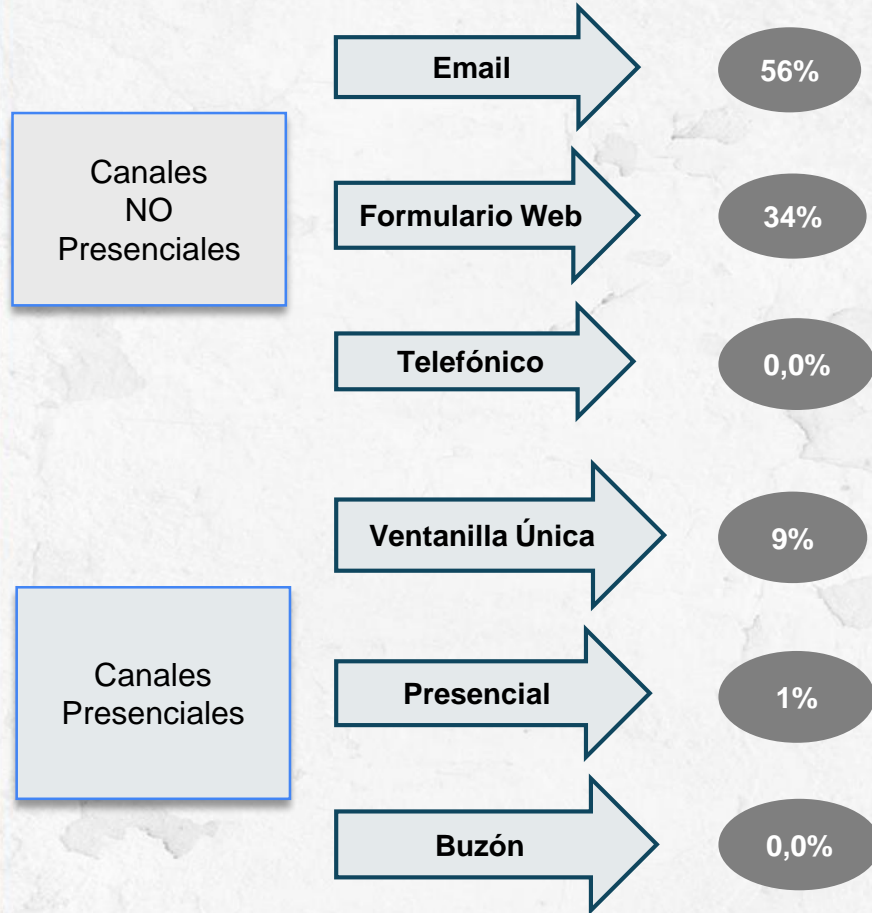 Canales
NO
Presenciales
Email
56%
Formulario Web
34%
Telefónico
0,0%
Canales
Presenciales
Ventanilla Única
9%
Presencial
1%
Buzón
0,0%